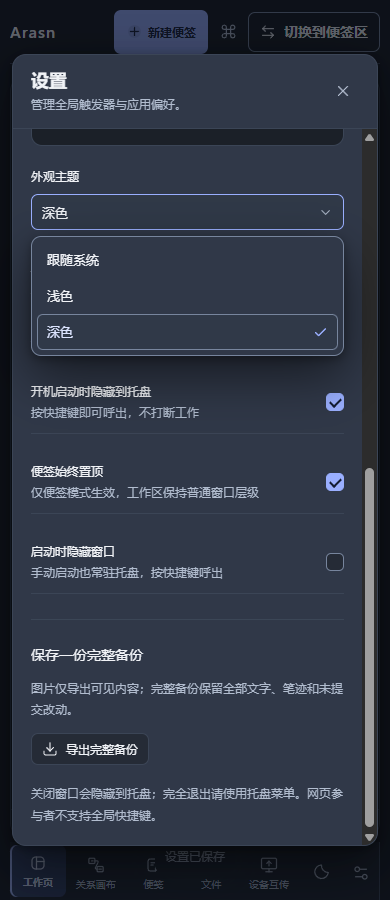 Arasn
新建便签
切换到便签区
设置
管理全局触发器与应用偏好。
外观主题
深色
跟随系统
浅色
深色
开机启动时隐藏到托盘
按快捷键即可呼出，不打断工作
便签始终置顶
仅便签模式生效，工作区保持普通窗口层级
启动时隐藏窗口
手动启动也常驻托盘，按快捷键呼出
保存一份完整备份
图片仅导出可见内容；完整备份保留全部文字、笔迹和未提
交改动。
导出完整备份
关闭窗口会隐藏到托盘；完全退出请使用托盘菜单。网页参
与者不支持全局快捷键。
设置已保存
工作页
关系画布
便签
文件
设备互传